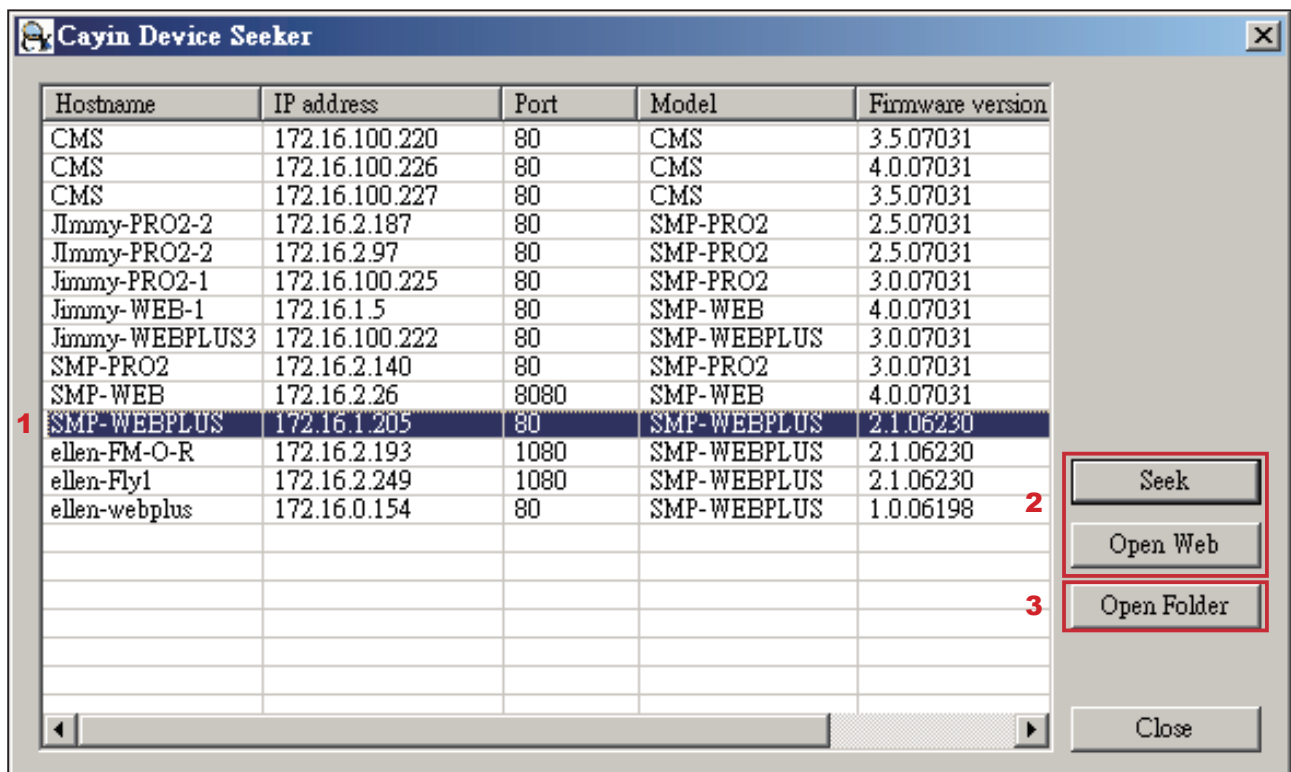 Cayin Device Seeker
Hostname IP address Port Model Firmware version
CMS 172.16.100.220 80 CMS 3.5.07031
CMS 172.16.100.226 80 CMS 4.0.07031
CMS 172.16.100.227 80 CMS 3.5.07031
JImmy-PRO2-2 172.16.2.187 80 SMP-PRO2 2.5.07031
JImmy-PRO2-2 172.16.2.97 80 SMP-PRO2 2.5.07031
Jimmy-PRO2-1 172.16.100.225 80 SMP-PRO2 3.0.07031
Jimmy-WEB-1 172.16.1.5 80 SMP-WEB 4.0.07031
Jimmy-WEBPLUS3 172.16.100.222 80 SMP-WEBPLUS 3.0.07031
SMP-PRO2 172.16.2.140 80 SMP-PRO2 3.0.07031
SMP-WEB 172.16.2.26 8080 SMP-WEB 4.0.07031
1 SMP-WEBPLUS 172.16.1.205 80 SMP-WEBPLUS 2.1.06230
ellen-FM-O-R 172.16.2.193 1080 SMP-WEBPLUS 2.1.06230
ellen-Fly1 172.16.2.249 1080 SMP-WEBPLUS 2.1.06230
ellen-webplus 172.16.0.154 80 SMP-WEBPLUS 1.0.06198
2 Seek
Open Web
3 Open Folder
Close